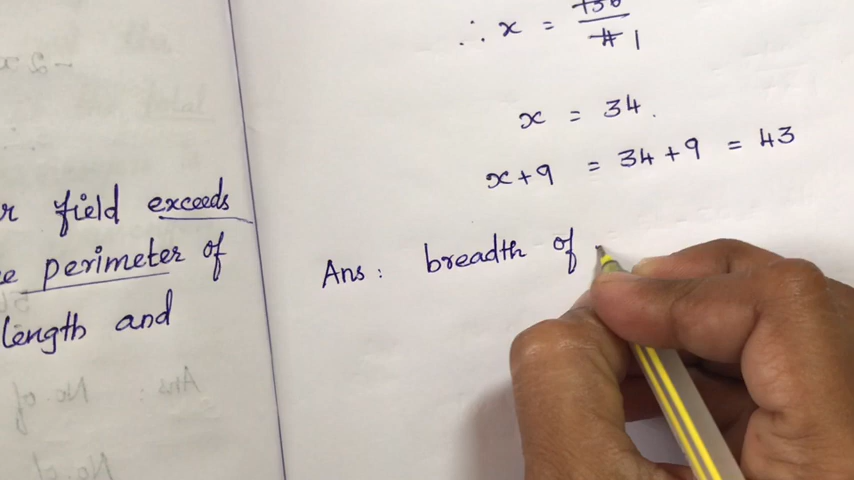 r field exceeds
e perimeter of
length and
∴ x =
x = 34.
x+9 = 34+9 = 43
Ans: breadth of